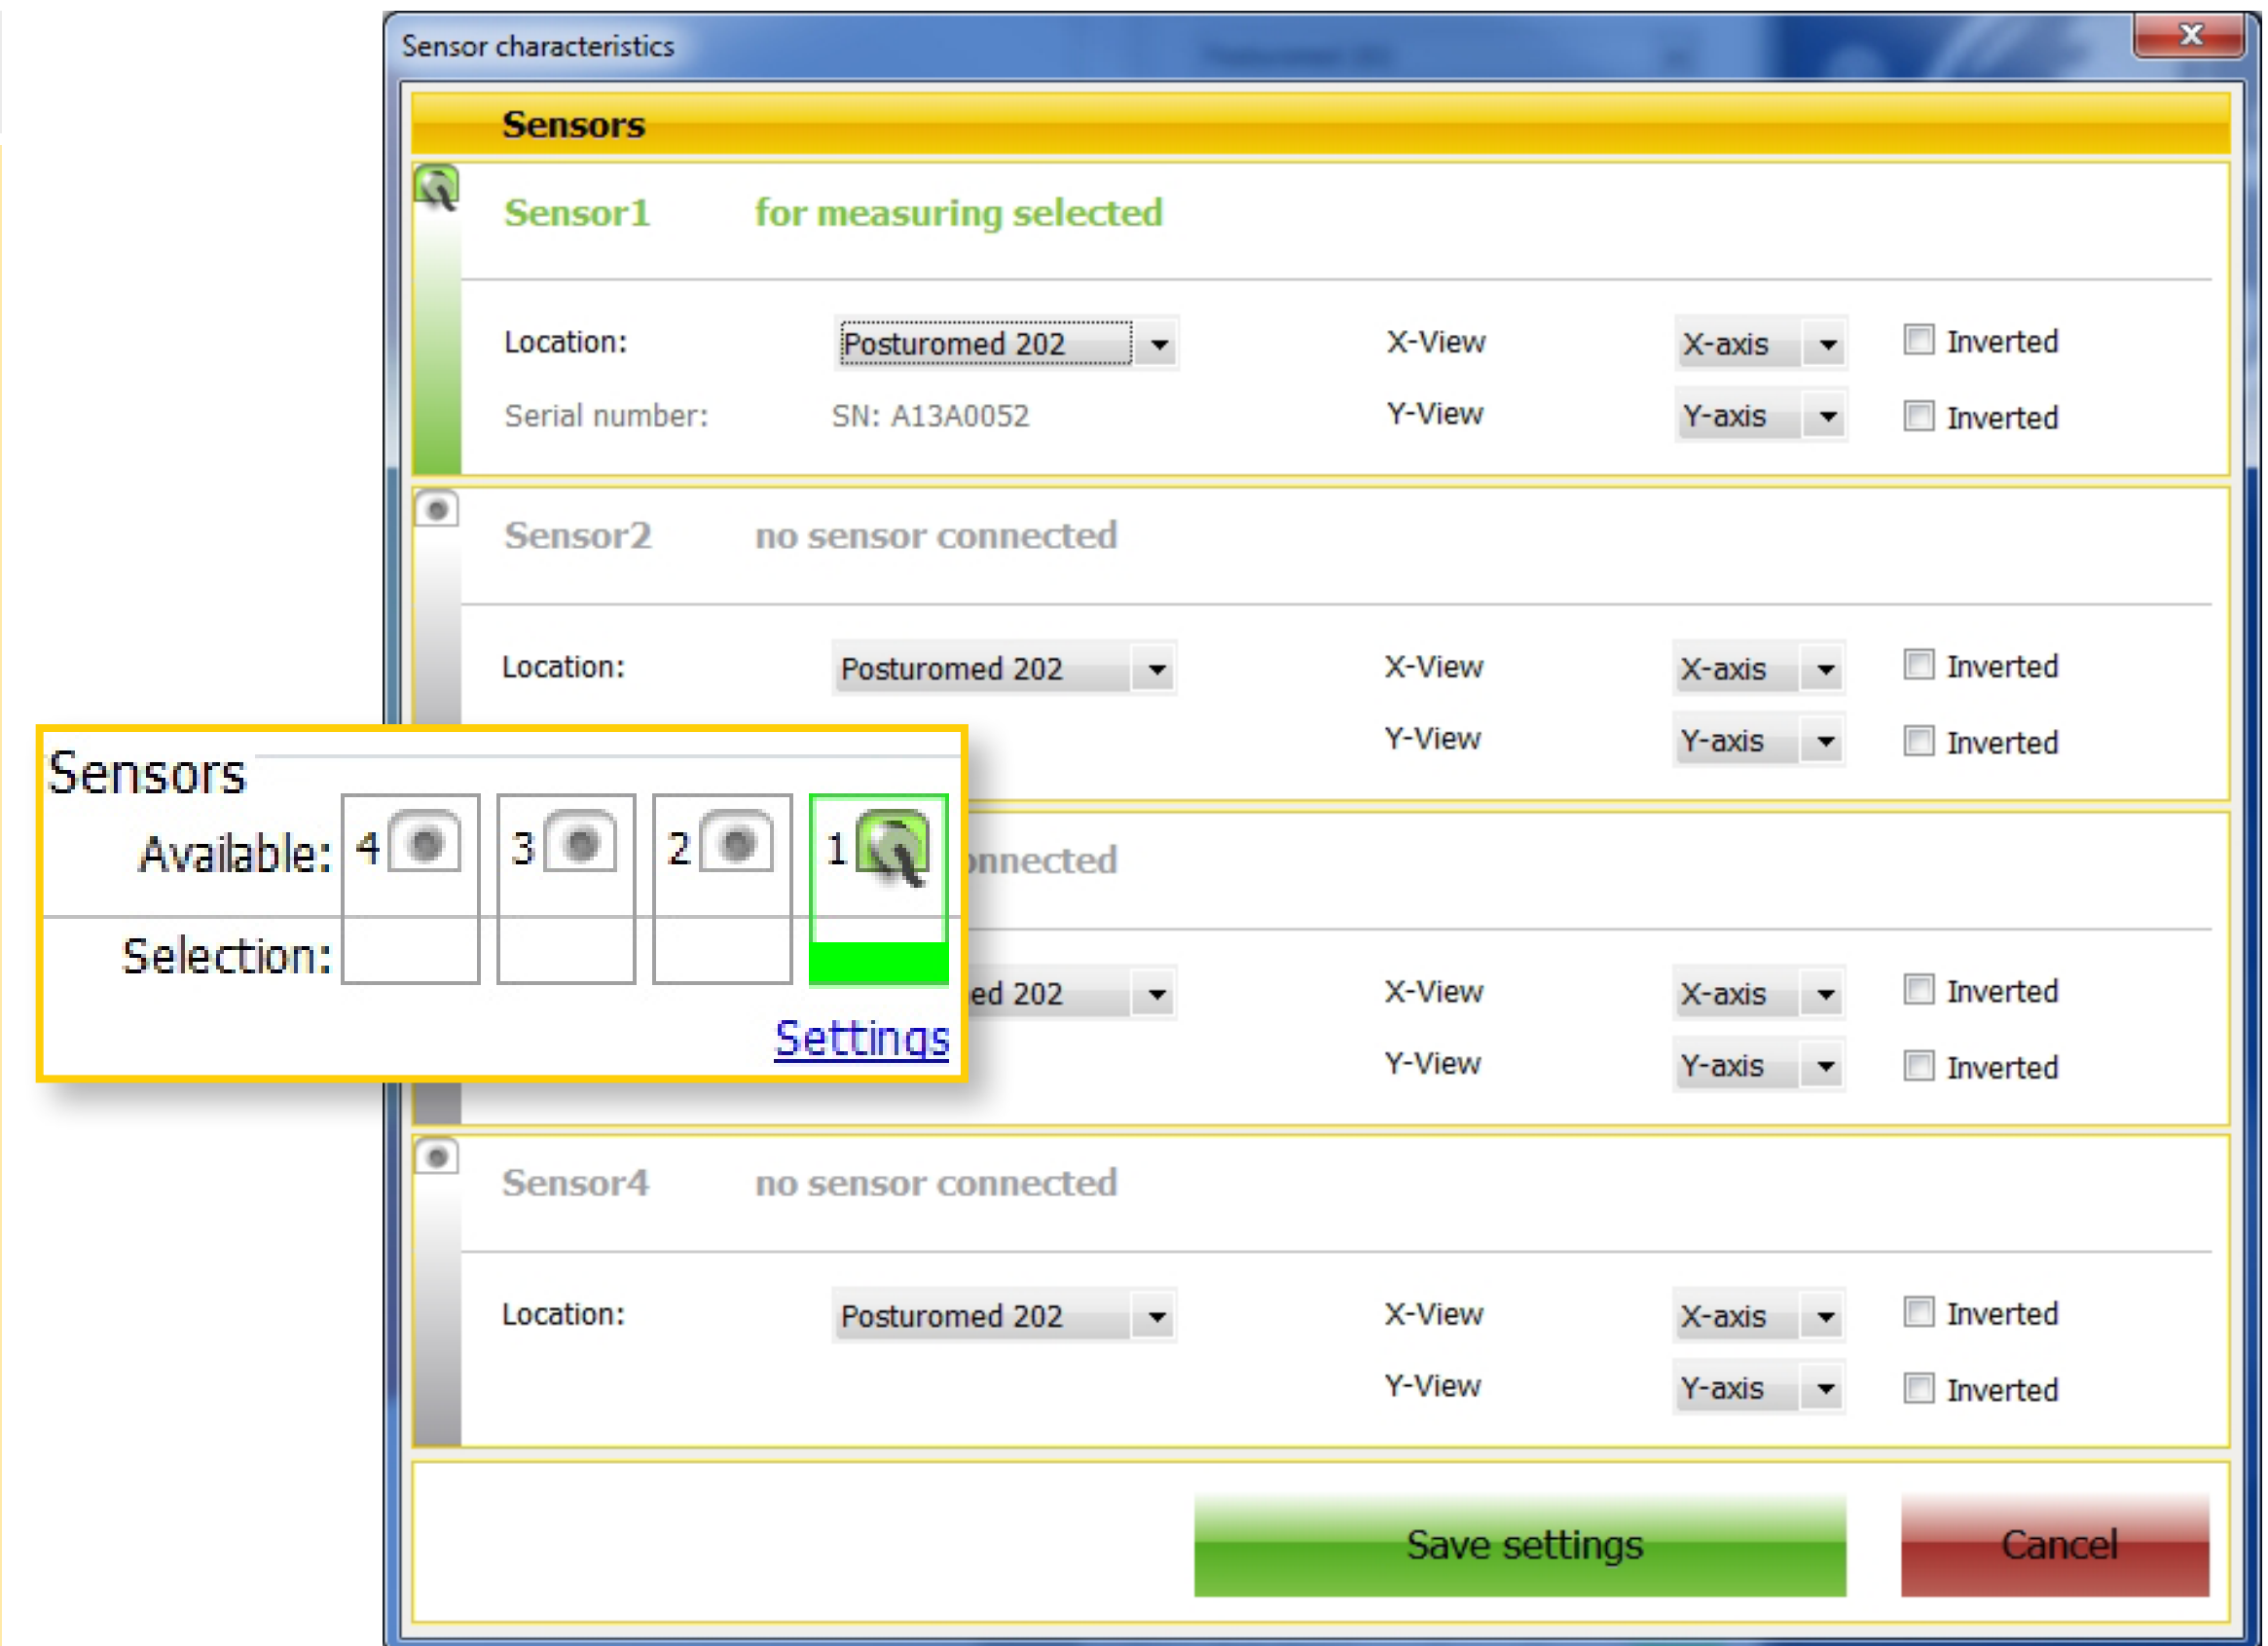 Sensor characteristics
Sensors
Sensor1 for measuring selected
Location: Posturomed 202 X-View X-axis Inverted
Serial number: SN: A13A0052 Y-View Y-axis Inverted
Sensor2 no sensor connected
Location: Posturomed 202 X-View X-axis Inverted
Y-View Y-axis Inverted
Sensors
Available: 4 3 2 1
Selection:
Settings
nnected
ed 202 X-View X-axis Inverted
Y-View Y-axis Inverted
Sensor4 no sensor connected
Location: Posturomed 202 X-View X-axis Inverted
Y-View Y-axis Inverted
Save settings Cancel